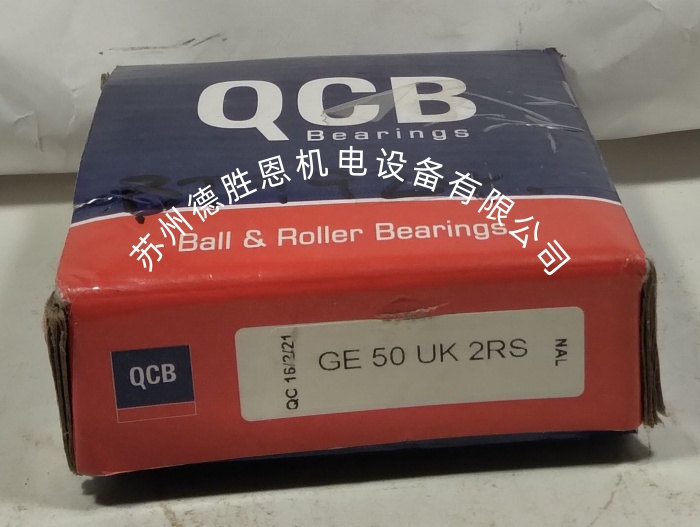 QCB
Bearings
苏州德胜恩机电设备有限公司
Ball & Roller Bearings
QCB
QC 16/2/21
GE 50 UK 2RS
NAL